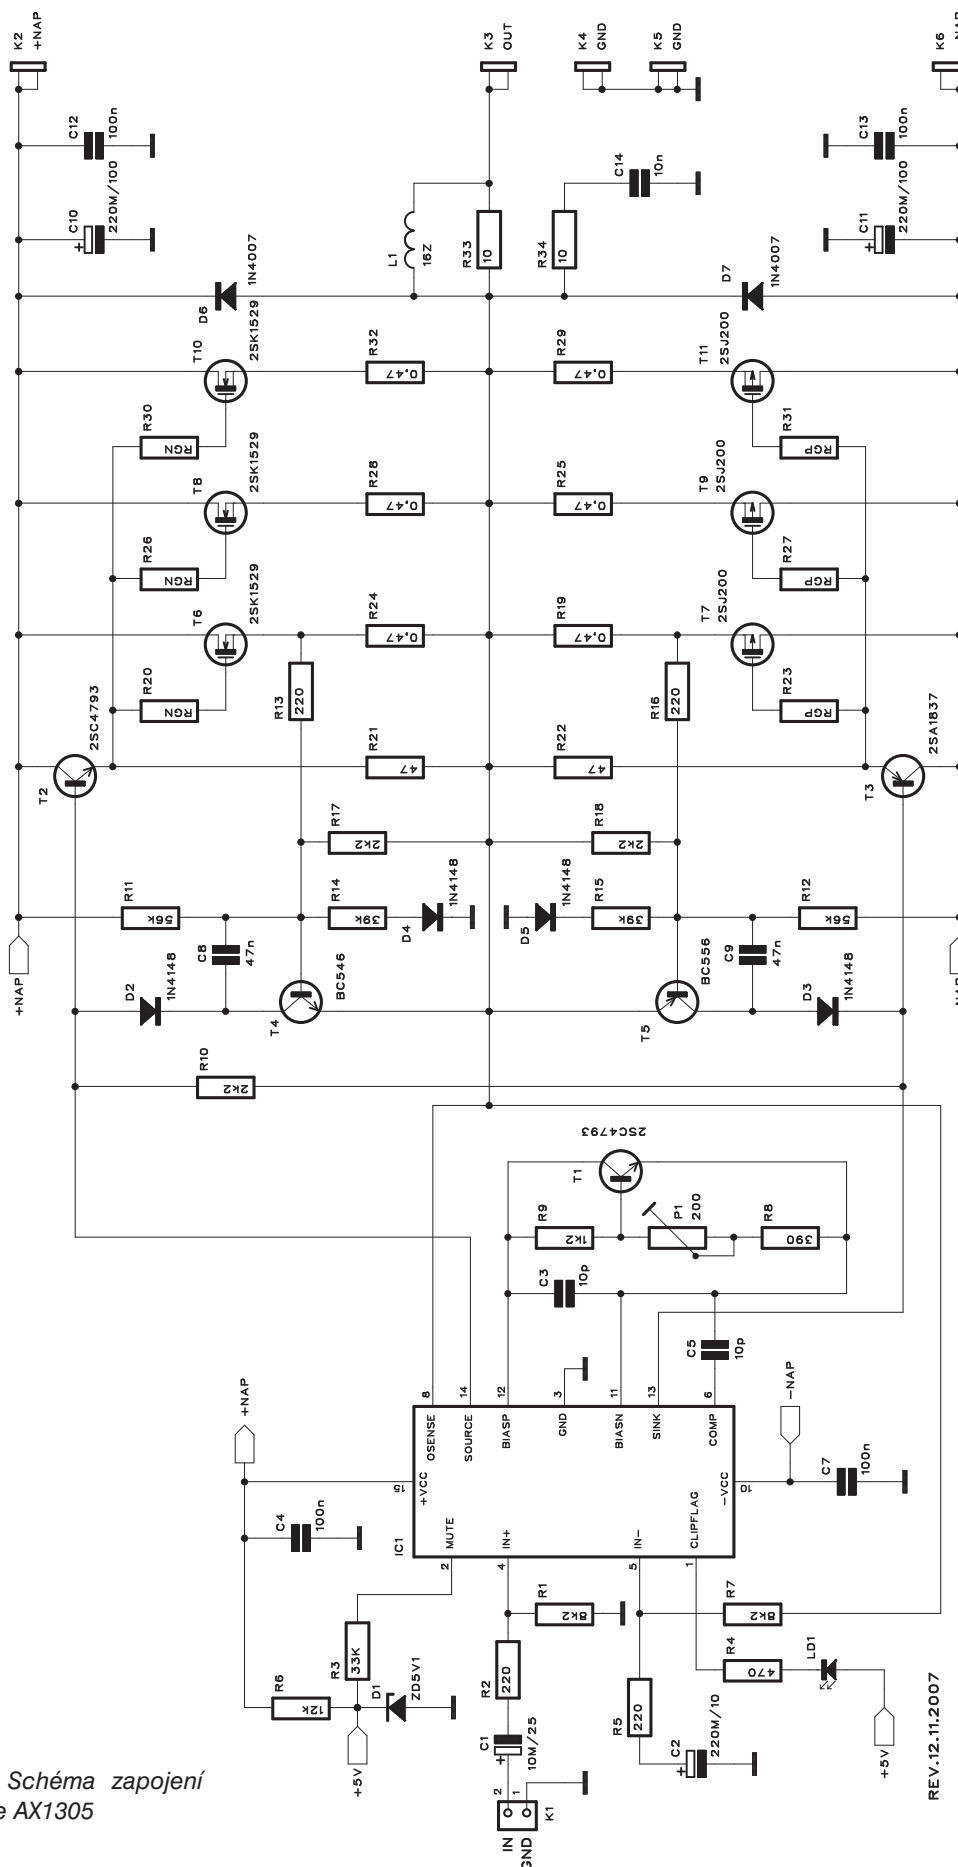 K2
+NAP
K3
OUT
K4
GND
K5
GND
K6
C12
100n
C10
+
220M/100
C14
10n
C13
100n
C11
+
220M/100
L1
16Z
R33
10
R34
10
D6
1N4007
D7
1N4007
T10
2SK1529
R32
0,47
R29
0,47
T11
2SJ200
R30
RGN
R31
RGP
T8
2SK1529
R28
0,47
R25
0,47
T9
2SJ200
R26
RGN
R27
RGP
T6
2SK1529
R24
0,47
R19
0,47
T7
2SJ200
R20
RGN
R13
220
R16
220
R23
RGP
T2
2SC4793
R21
47
R22
47
T3
2SA1837
R17
2k2
R18
2k2
R11
56k
R14
39k
D4
1N4148
D5
1N4148
R15
39k
R12
56k
+NAP
C8
47n
C9
47n
D2
1N4148
T4
BC546
T5
BC556
D3
1N4148
R10
2k2
T1
2SC4793
R9
1k2
P1
200
R8
390
C3
10p
C5
10p
+NAP
-NAP
8
14
12
3
11
13
6
OSENSE
SOURCE
BIASP
GND
BIASN
SINK
COMP
15
+VCC
10
-VCC
C4
100n
C7
100n
IC1
MUTE
IN+
IN-
CLIPFLAG
2
4
5
1
R1
8k2
R7
8k2
R3
33K
R6
12k
D1
ZD5V1
+5V
R2
220
C1
+
10M/25
R5
220
C2
+
220M/10
R4
470
LD1
+5V
2
1
K1
IN
GND
REV.12.11.2007
Schéma zapojení
e AX1305